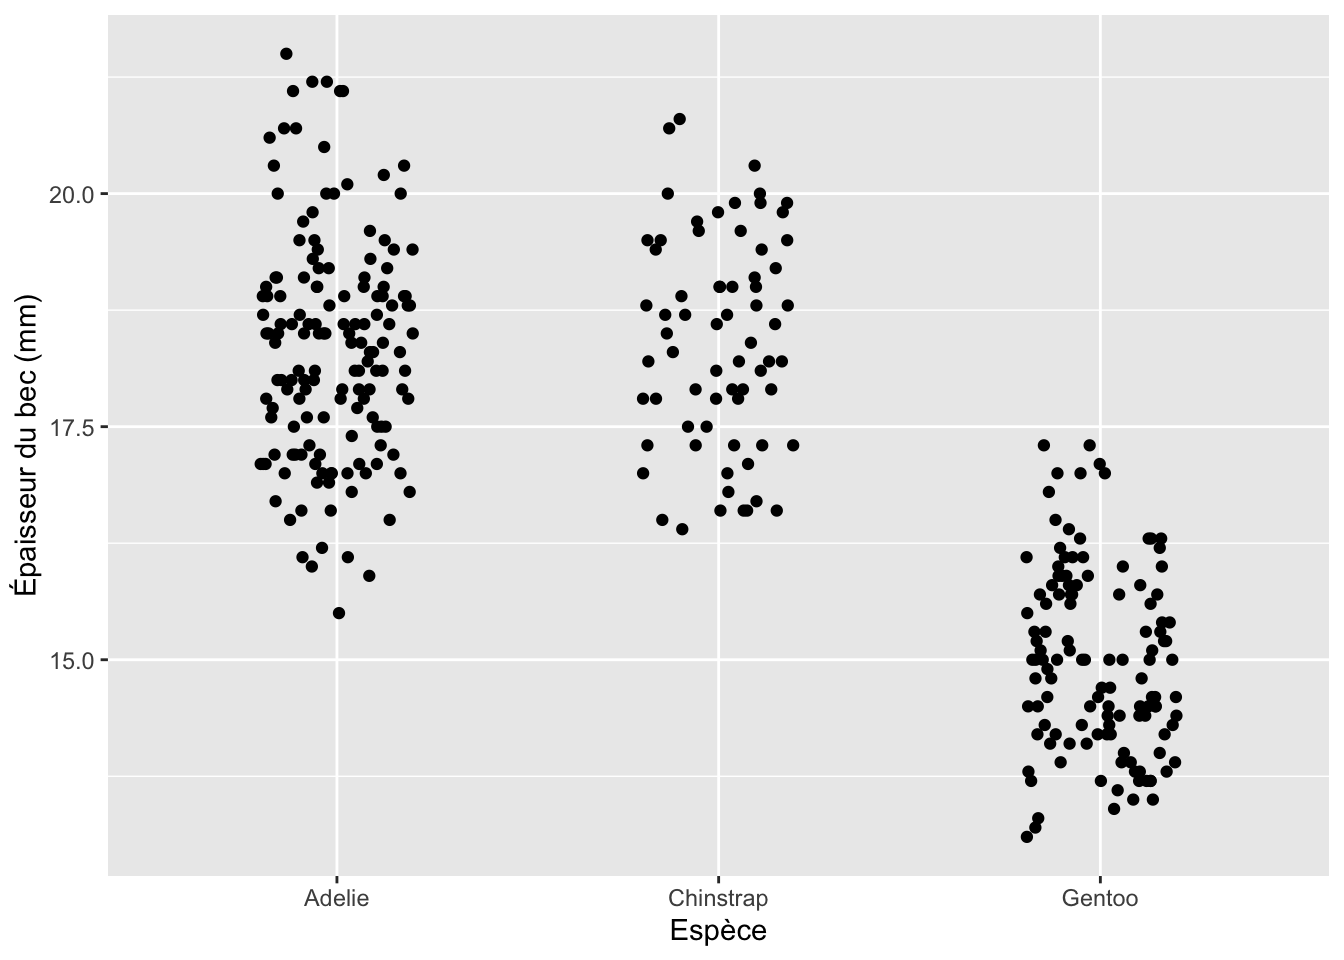 Épaisseur du bec (mm)
20.0
17.5
15.0
Adelie
Chinstrap
Gentoo
Espèce